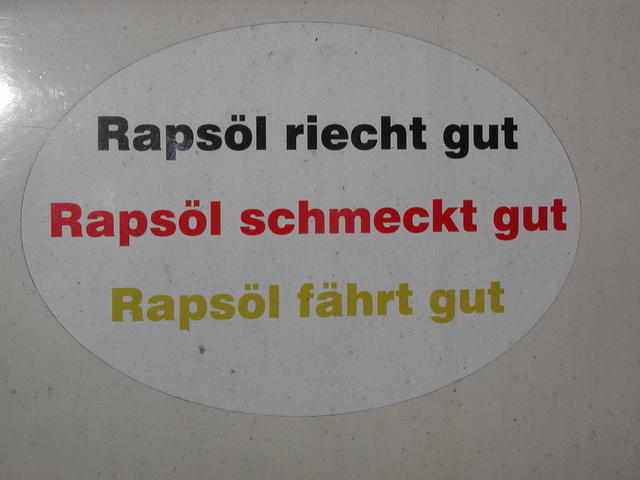 Rapsöl riecht gut
Rapsöl schmeckt gut
Rapsöl fährt gut